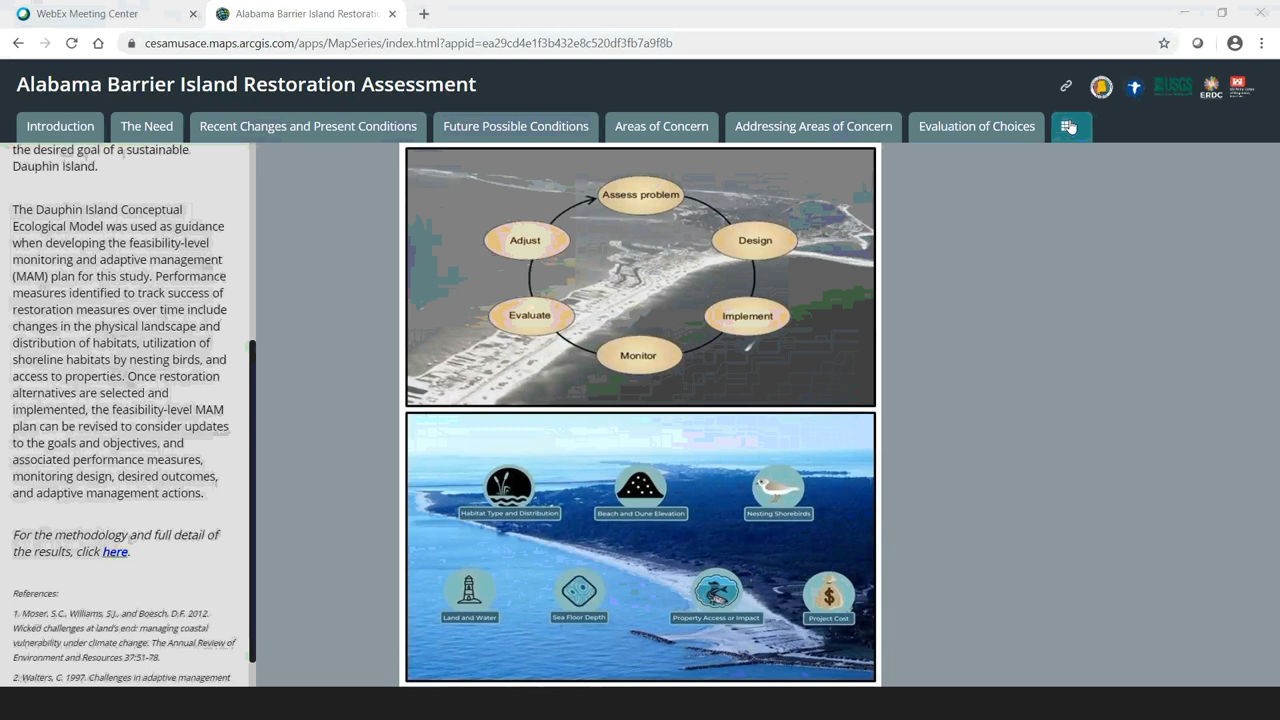 WebEx Meeting Center
Alabama Barrier Island Restorati
cesamusace.maps.arcgis.com/apps/MapSeries/index.html?appid=ea29cd4e1f3b432e8c520df3fb7a9f8b
Alabama Barrier Island Restoration Assessment
USGS
ERDC
Introduction
The Need
Recent Changes and Present Conditions
Future Possible Conditions
Areas of Concern
Addressing Areas of Concern
Evaluation of Choices
the desired goal of a sustainable
Dauphin island.
The Dauphin Island Conceptual
Ecological Model was used as guidance
when developing the feasibility-level
monitoring and adaptive management
(MAM) plan for this study. Performance
measures identified to track success of
restoration measures over time include
changes in the physical landscape and
distribution of habitats, utilization of
shoreline habitats by nesting birds, and
access to properties. Once restoration
alternatives are selected and
implemented, the feasibility-level MAM
plan can be revised to consider updates
to the goals and objectives, and
associated performance measures,
monitoring design, desired outcomes,
and adaptive management actions.
For the methodology and full detail of
the results, click here.
References:
1. Moser, S.C., Williams, S.J., and Boesch, D.F. 2012.
Wicked challenges at land's end: managing coastal
vulnerability under climate change. The Annual Review of
Environment and Resources 37:51-78.
2. Walters, C. 1997. Challenges in adaptive management
Assess problem
Design
Implement
Monitor
Evaluate
Adjust
Habitat Type and Distribution
Beach and Dune Elevation
Nesting Shorebirds
Land and Water
Sea Floor Depth
Property Access or Impact
Project Cost